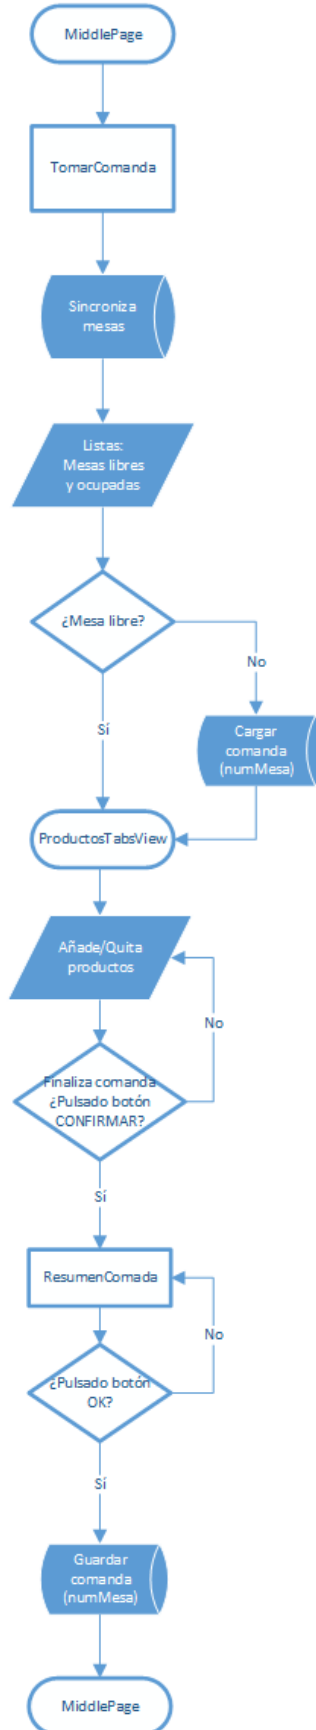 MiddlePage
TomarComanda
Sincroniza
mesas
Listas:
Mesas libres
y ocupadas
¿Mesa libre?
No
Sí
Cargar
comanda
(numMesa)
ProductosTabsView
Añade/Quita
productos
No
Finaliza comanda
¿Pulsado botón
CONFIRMAR?
Sí
ResumenComada
No
¿Pulsado botón
OK?
Sí
Guardar
comanda
(numMesa)
MiddlePage